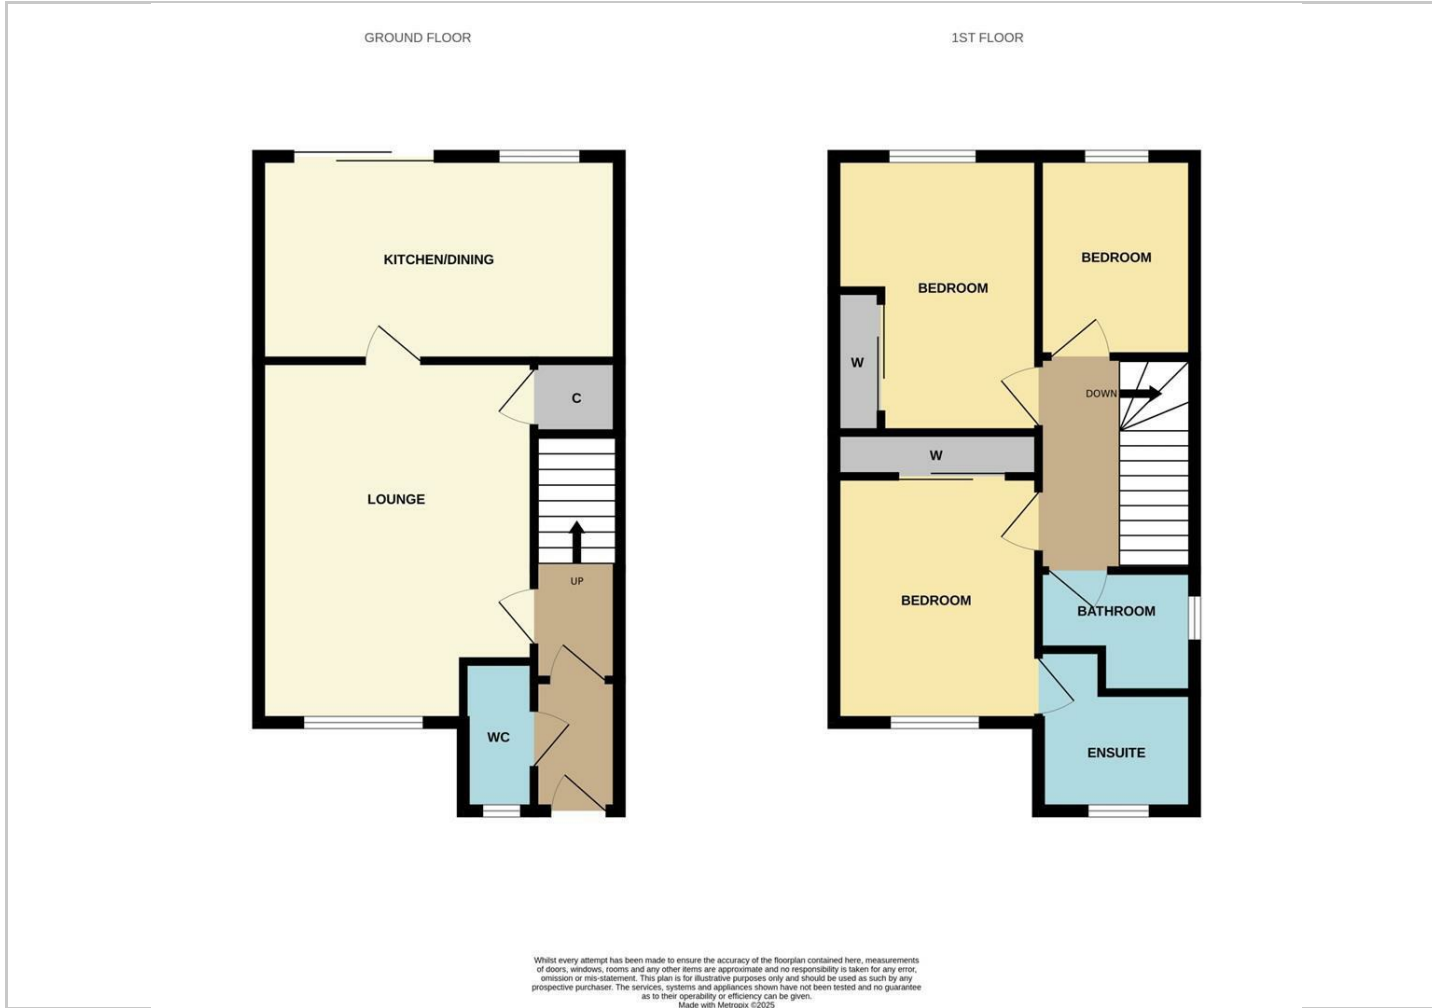 GROUND FLOOR
1ST FLOOR
KITCHEN/DINING
C
LOUNGE
UP
WC
BEDROOM
BEDROOM
W
DOWN
W
BEDROOM
BATHROOM
ENSUITE
Whilst every attempt has been made to ensure the accuracy of the floorplan contained here, measurements
of doors, windows, rooms and any other items are approximate and no responsibility is taken for any error,
omission or mis-statement. This plan is for illustrative purposes only and should be used as such by any
prospective purchaser. The services, systems and appliances shown have not been tested and no guarantee
as to their operability or efficiency can be given.
Made with Metropix ©2025